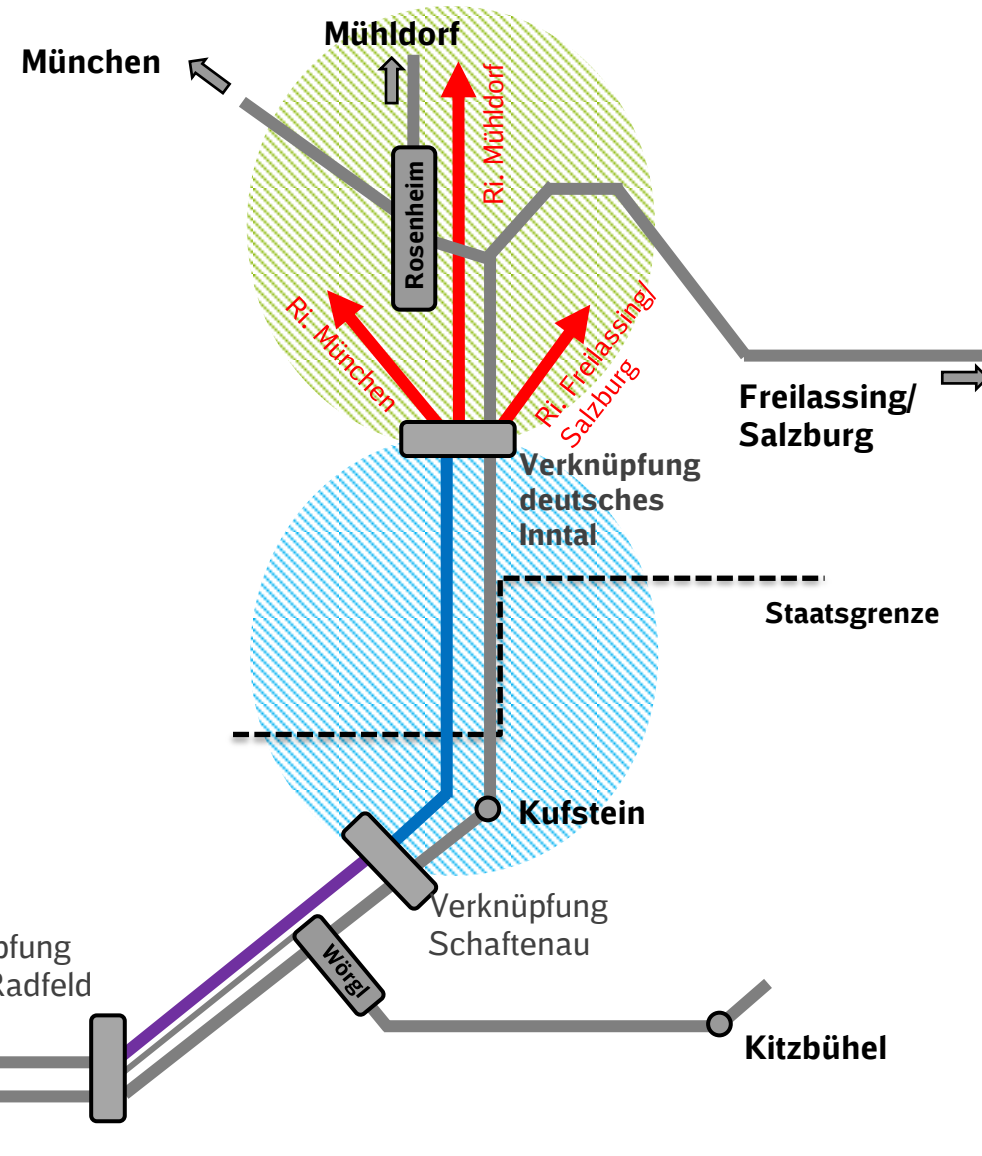 Mühldorf
München
Ri. Mühldorf
Rosenheim
Ri. München
Ri. Freilassing/
Salzburg
Freilassing/
Salzburg
Verknüpfung
deutsches
Inntal
Staatsgrenze
Kufstein
Verknüpfung
Schaftenau
pfung
Radfeld
Wörgl
Kitzbühel